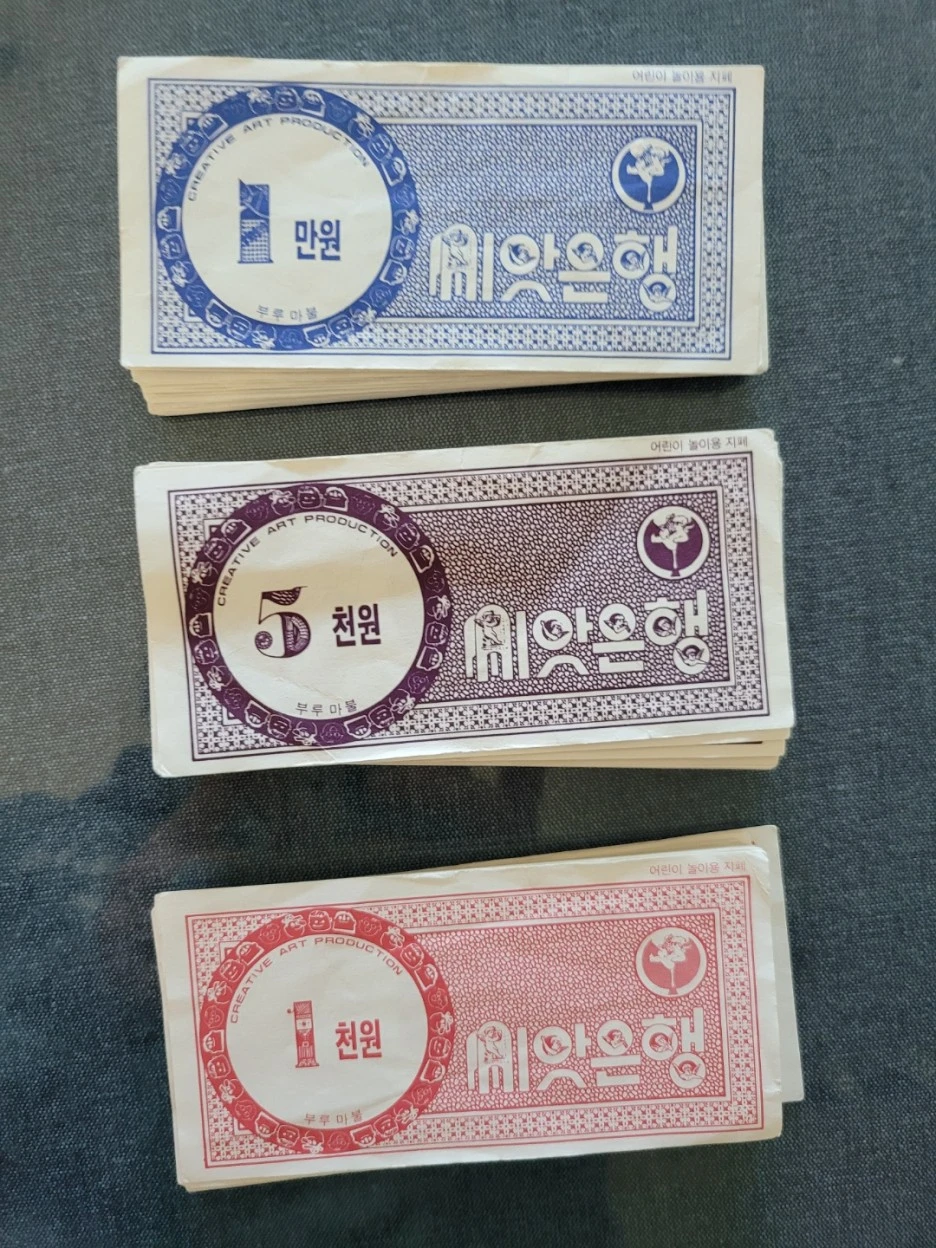 어린이 놀이용 지폐
CREATIVE ART PRODUCTION
1 만원
씨앗은행
부루마불
어린이 놀이용 지폐
CREATIVE ART PRODUCTION
5 천원
씨앗은행
부루마불
어린이 놀이용 지폐
CREATIVE ART PRODUCTION
1 천원
씨앗은행
부루마불